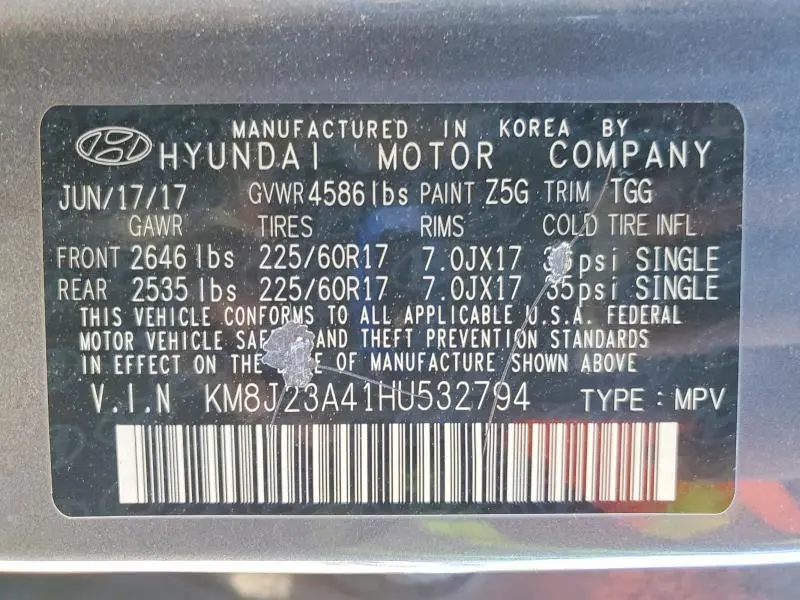 MANUFACTURED IN KOREA BY
HYUNDAI MOTOR COMPANY
JUN/17/17 GVWR 4586 lbs PAINT Z5G TRIM TGG
GAWR TIRES RIMS COLD TIRE INFL
FRONT 2646 lbs 225/60R17 7.0JX17 psi SINGLE
REAR 2535 lbs 225/60R17 7.0JX17 35psi SINGLE
THIS VEHICLE CONFORMS TO ALL APPLICABLE U.S.A. FEDERAL
MOTOR VEHICLE AND THEFT PREVENTION STANDARDS
IN EFFECT ON OF MANUFACTURE SHOWN ABOVE
V.I.N KM8J23A41HU532794 TYPE : MPV